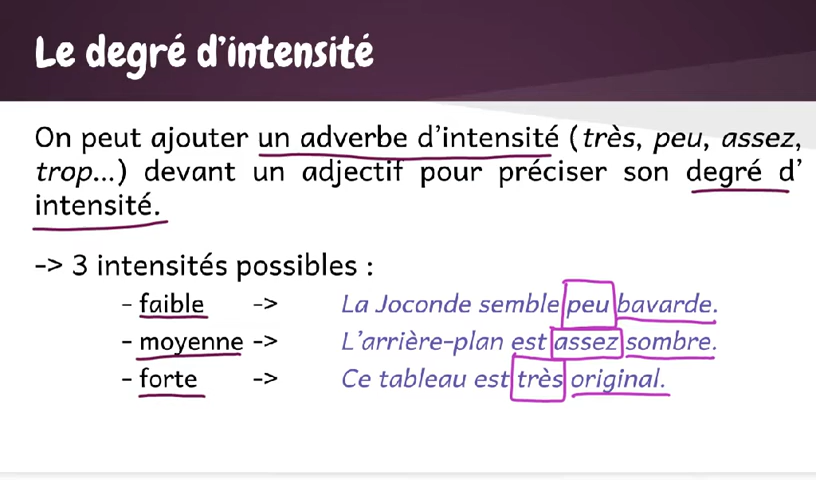 Le degré d'intensité
On peut ajouter un adverbe d'intensité (très, peu, assez,
trop...) devant un adjectif pour préciser son degré d'
intensité.
-> 3 intensités possibles :
- faible -> La Joconde semble peu bavarde.
- moyenne -> L'arrière-plan est assez sombre.
- forte -> Ce tableau est très original.